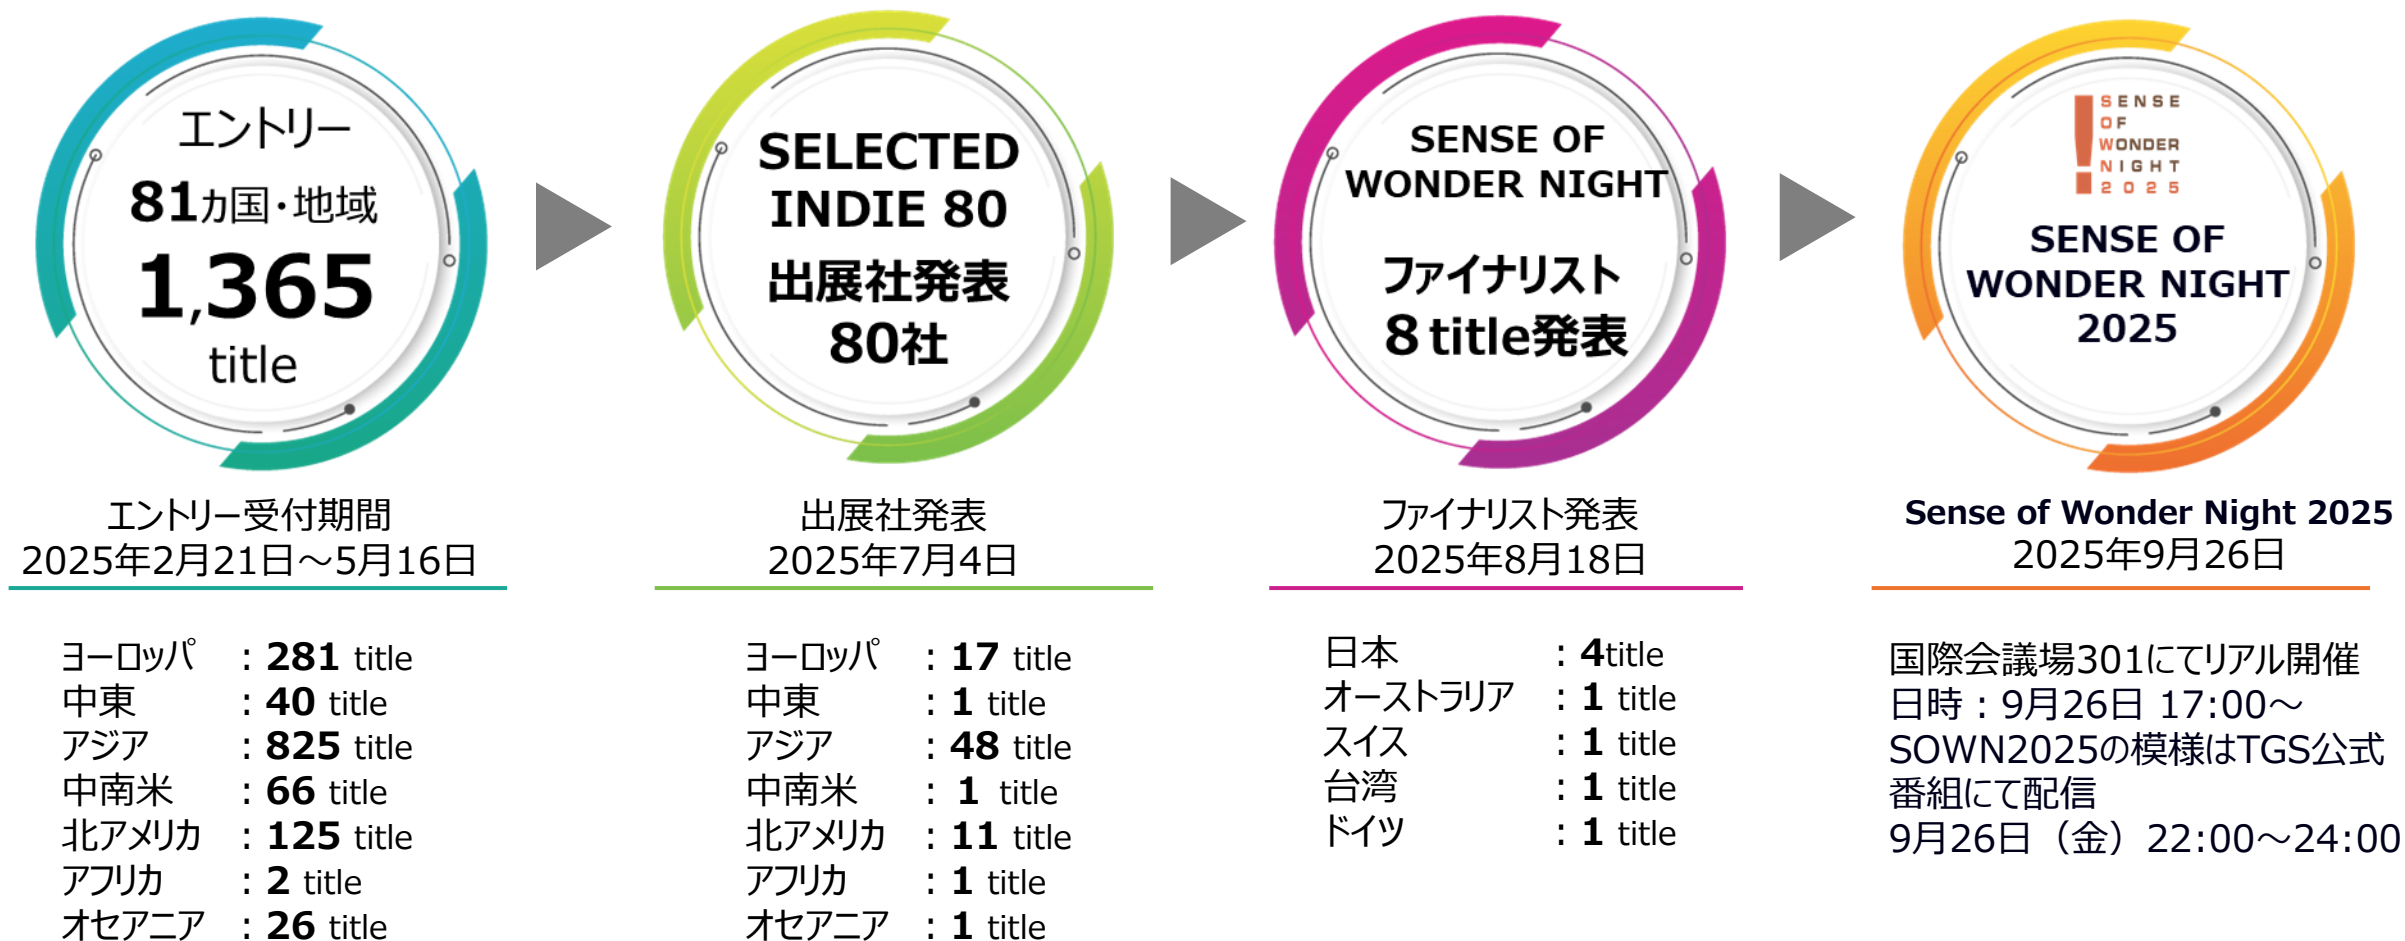 エントリー
81ヵ国・地域
1,365
title
エントリー受付期間
2025年2月21日～5月16日
ヨーロッパ : 281 title
中東 : 40 title
アジア : 825 title
中南米 : 66 title
北アメリカ : 125 title
アフリカ : 2 title
オセアニア : 26 title
SELECTED
INDIE 80
出展社発表
80社
出展社発表
2025年7月4日
ヨーロッパ : 17 title
中東 : 1 title
アジア : 48 title
中南米 : 1 title
北アメリカ : 11 title
アフリカ : 1 title
オセアニア : 1 title
SENSE OF
WONDER NIGHT
ファイナリスト
8 title発表
ファイナリスト発表
2025年8月18日
日本 : 4title
オーストラリア : 1 title
スイス : 1 title
台湾 : 1 title
ドイツ : 1 title
SENSE
OF
WONDER
NIGHT
2025
SENSE OF
WONDER NIGHT
2025
Sense of Wonder Night 2025
2025年9月26日
国際会議場301にてリアル開催
日時：9月26日 17:00～
SOWN2025の模様はTGS公式
番組にて配信
9月26日（金）22:00～24:00